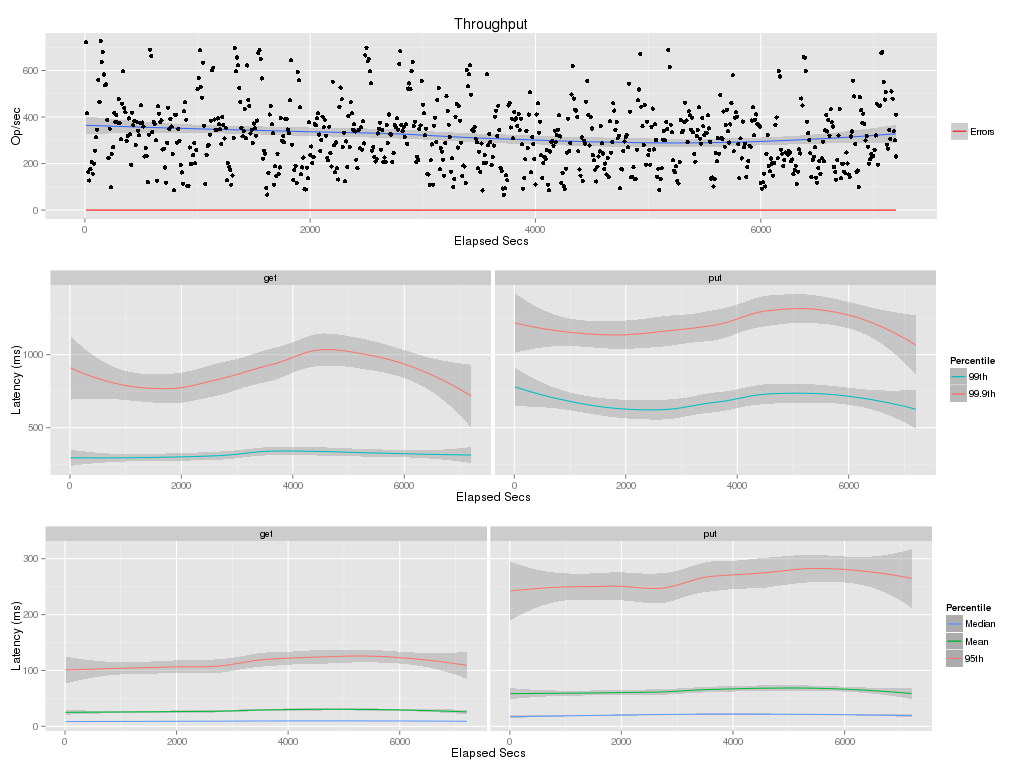 Throughput
Op/sec
600
400
200
0
0 2000 4000 6000
Elapsed Secs
Errors
get put
Latency (ms)
1000
500
0 2000 4000 6000 0 2000 4000 6000
Elapsed Secs
Percentile
99th
99.9th
get put
Latency (ms)
300
200
100
0
0 2000 4000 6000 0 2000 4000 6000
Elapsed Secs
Percentile
Median
Mean
95th